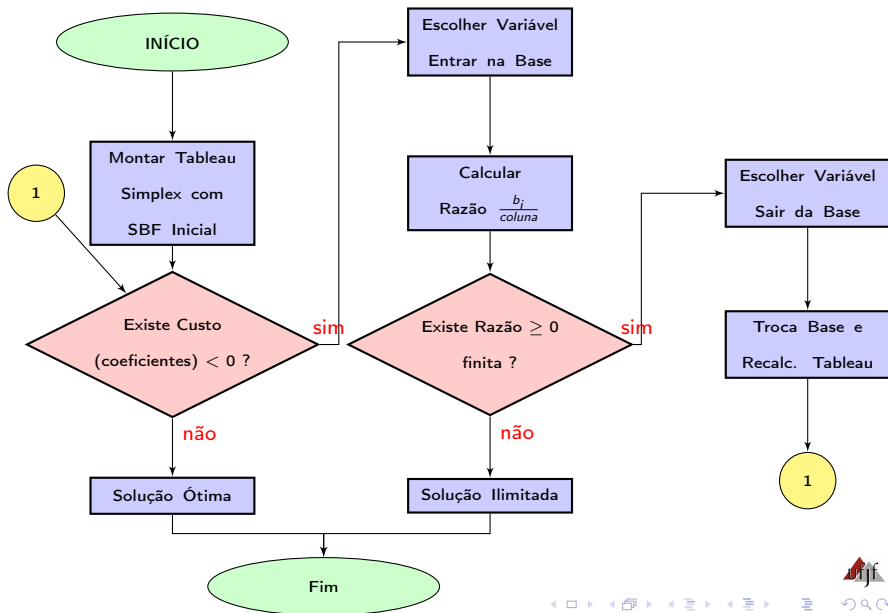 INÍCIO
Montar Tableau
Simplex com
SBF Inicial
1
Existe Custo
(coeficientes) < 0 ?
sim
não
Solução Ótima
Escolher Variável
Entrar na Base
Calcular
Razão b_i/coluna
Existe Razão ≥ 0
finita ?
sim
não
Solução Ilimitada
Escolher Variável
Sair da Base
Troca Base e
Recalc. Tableau
1
Fim
ufjf